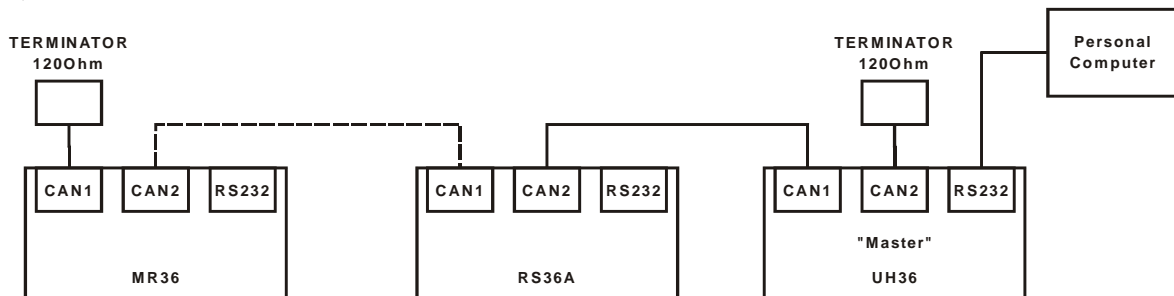 TERMINATOR
120Ohm
TERMINATOR
120Ohm
Personal
Computer
CAN1 CAN2 RS232
CAN1 CAN2 RS232
CAN1 CAN2 RS232
MR36
RS36A
"Master"
UH36